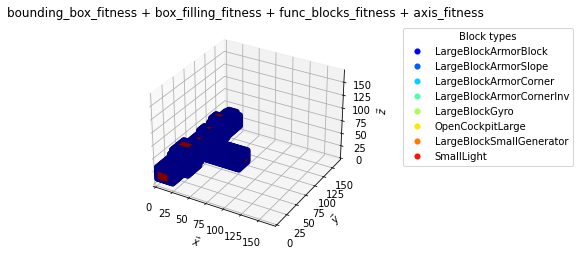 bounding_box_fitness + box_filling_fitness + func_blocks_fitness + axis_fitness
Block types
LargeBlockArmorBlock
LargeBlockArmorSlope
LargeBlockArmorCorner
LargeBlockArmorCornerInv
LargeBlockGyro
OpenCockpitLarge
LargeBlockSmallGenerator
SmallLight
150
125
100
75
50
25
0
z⃗
0
25
50
75
100
125
150
x⃗
0
25
50
75
100
125
150
y⃗